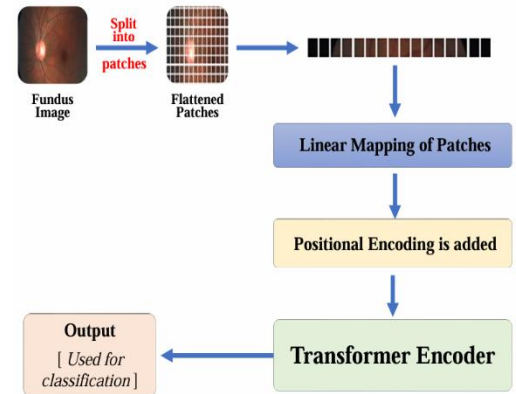 Split
into
patches
Fundus
Image
Flattened
Patches
Linear Mapping of Patches
Positional Encoding is added
Transformer Encoder
Output
[ Used for
classification ]